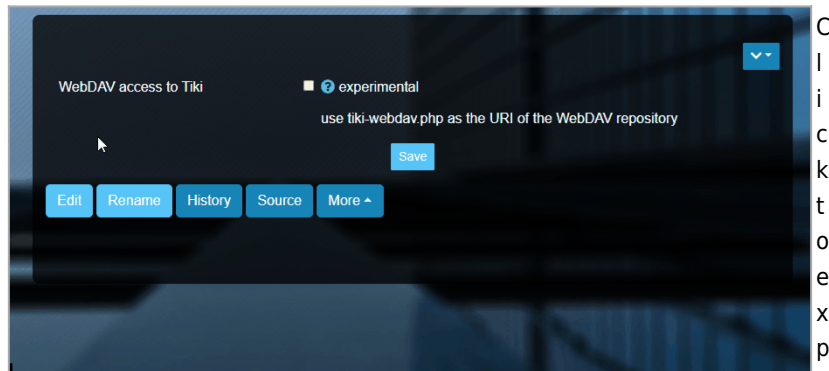 WebDAV access to Tiki
experimental
use tiki-webdav.php as the URI of the WebDAV repository
Save
Edit Rename History Source More
C
l
i
c
k
t
o
e
x
p